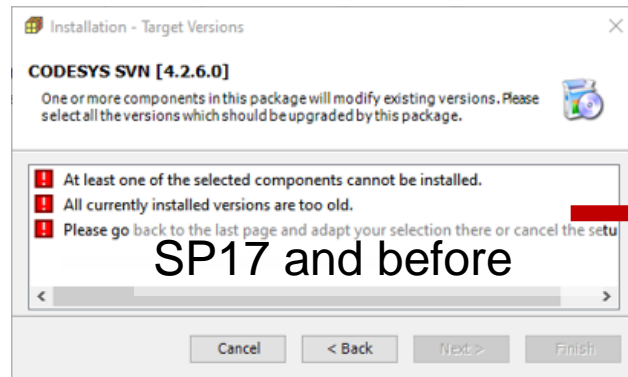 Installation - Target Versions
CODESYS SVN [4.2.6.0]
One or more components in this package will modify existing versions. Please
select all the versions which should be upgraded by this package.
At least one of the selected components cannot be installed.
All currently installed versions are too old.
Please go back to the last page and adapt your selection there or cancel the setu
SP17 and before
Cancel
< Back
Next >
Finish